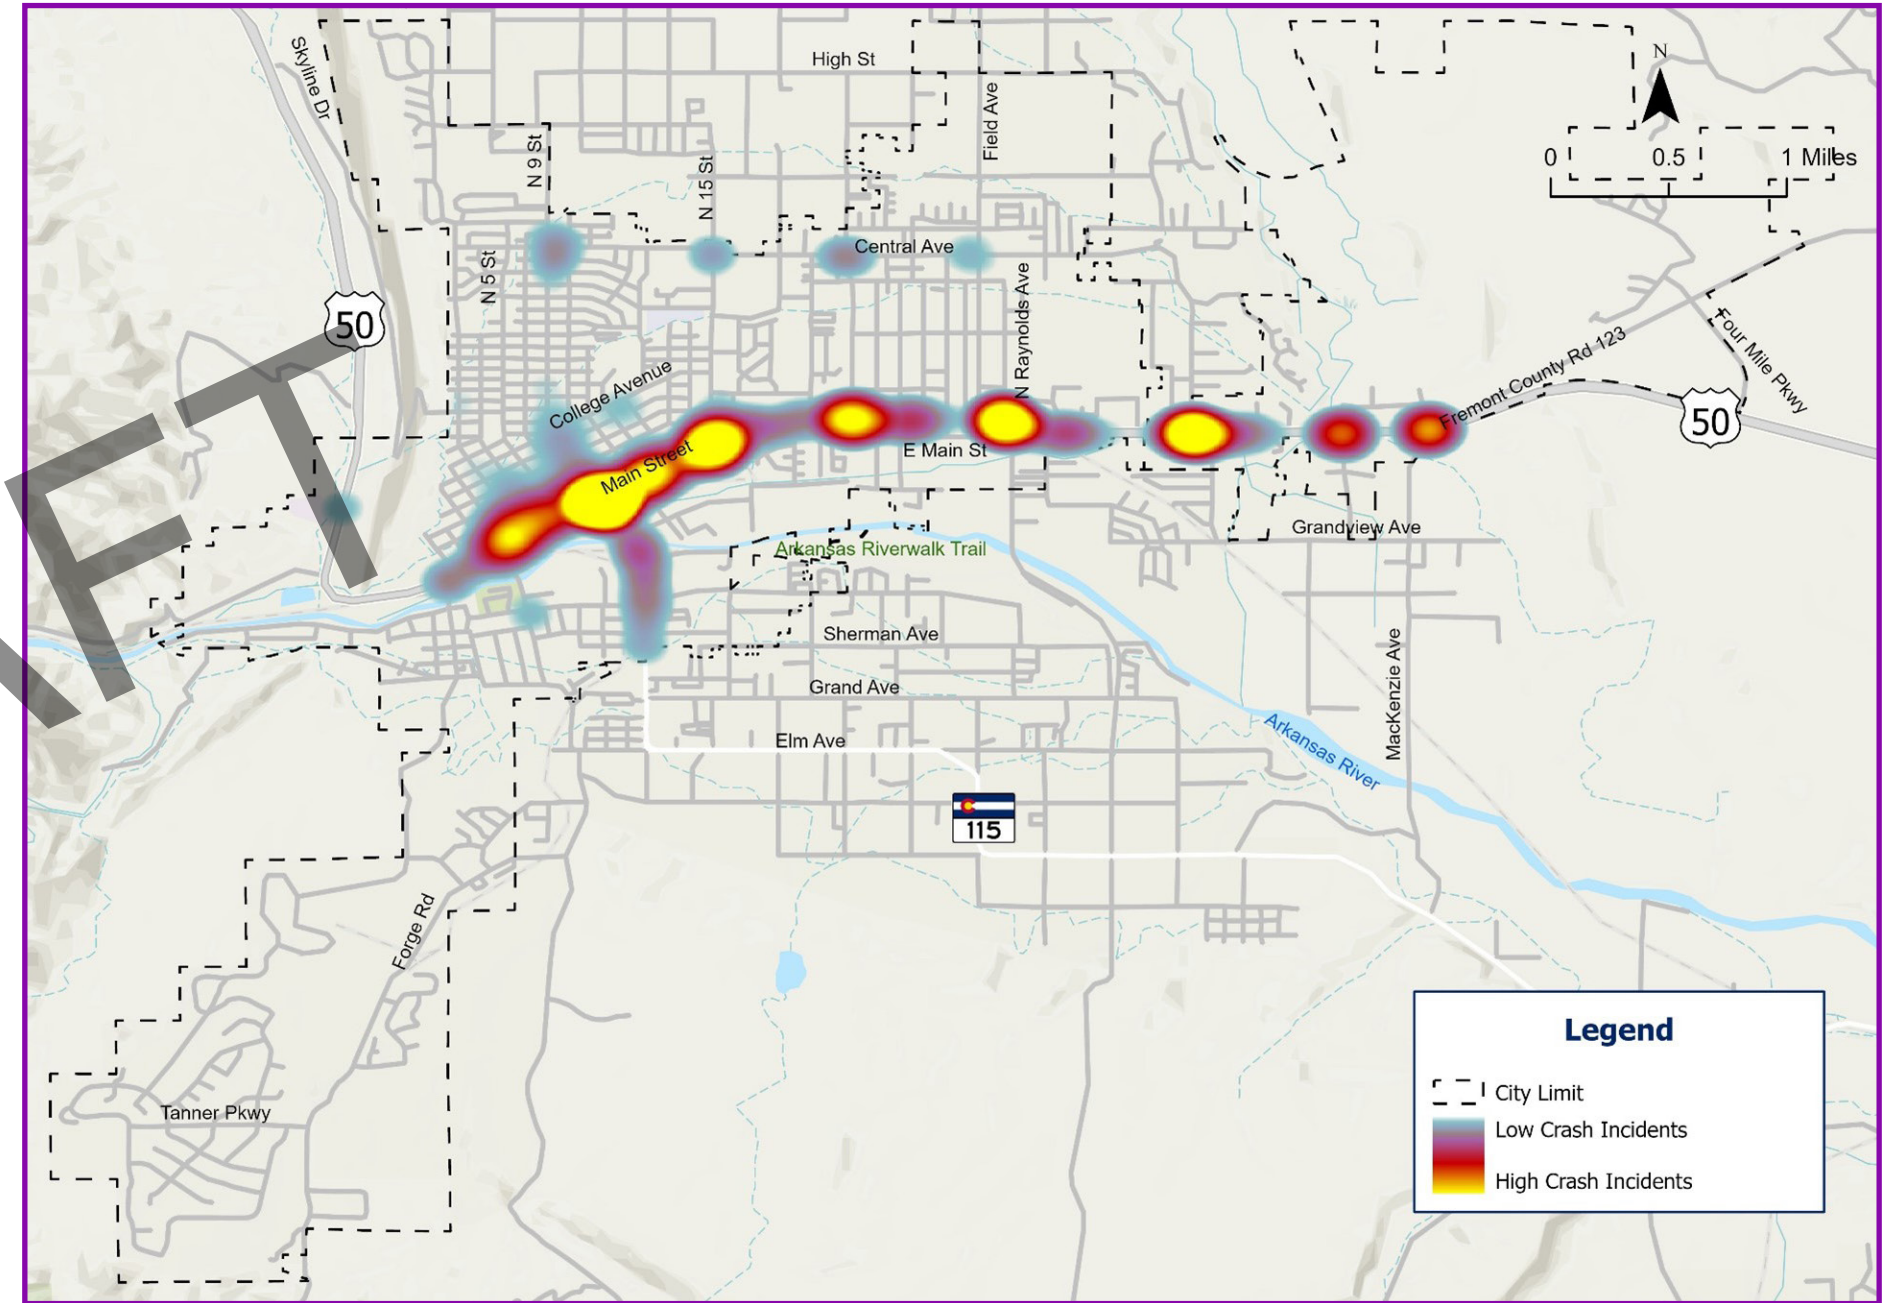 High St
N
Skyline Dr
Field Ave
N 9 St
N 15 St
0 0.5 1 Miles
Central Ave
N 5 St
N Raynolds Ave
50
Fremont County Rd 123
Four Mile Pkwy
College Avenue
50
Main Street
E Main St
Grandview Ave
Arkansas Riverwalk Trail
Sherman Ave
MacKenzie Ave
Grand Ave
Elm Ave
Arkansas River
115
Forge Rd
Tanner Pkwy
Legend
City Limit
Low Crash Incidents
High Crash Incidents
FT